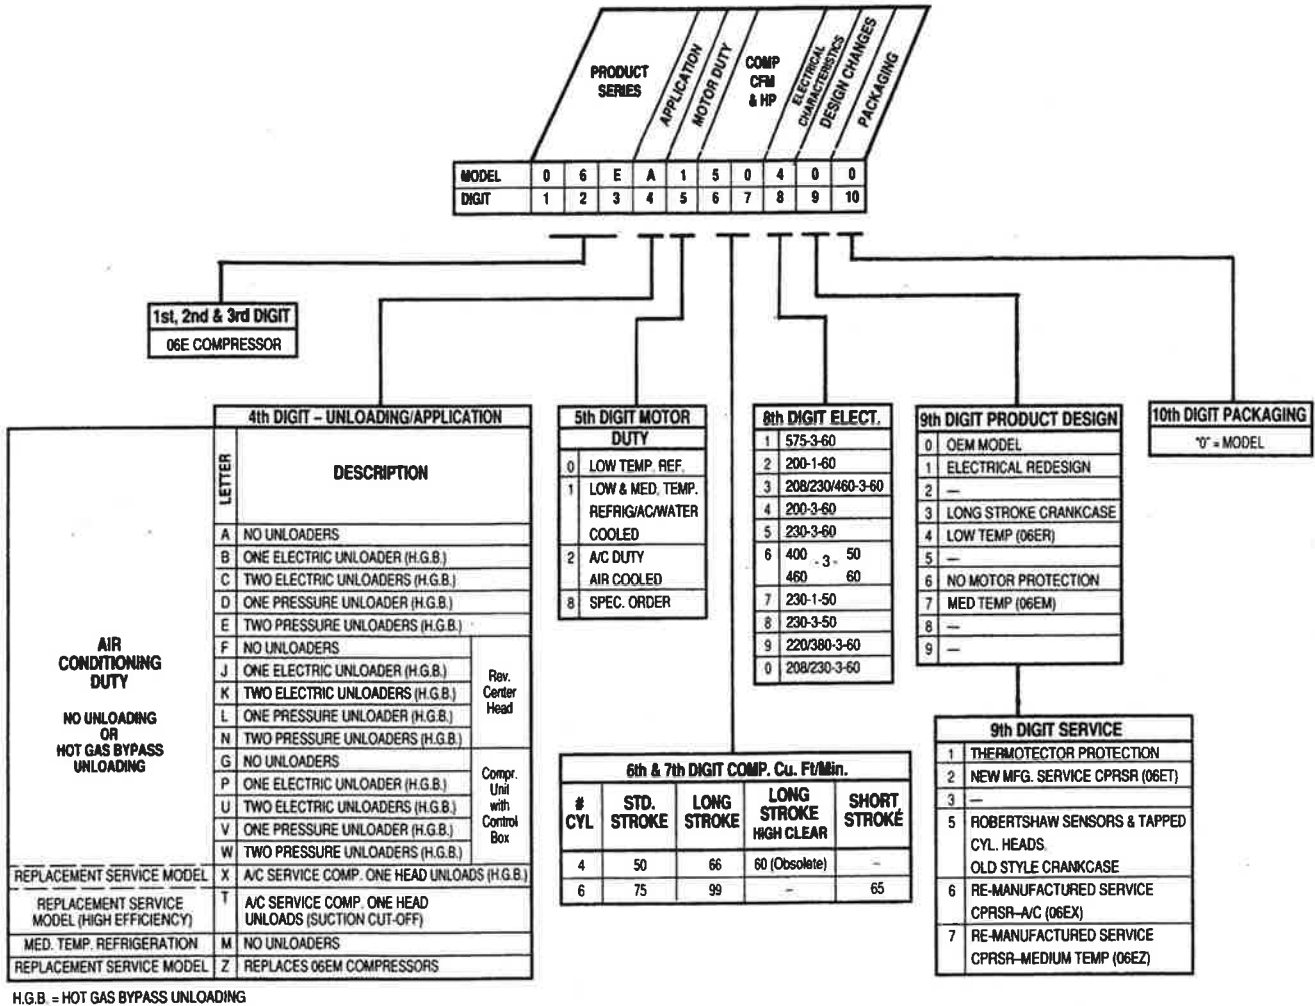 PRODUCT SERIES
APPLICATION
MOTOR DUTY
COMP CFM & HP
ELECTRICAL CHARACTERISTICS
DESIGN CHANGES
PACKAGING
MODEL 0 6 E A 1 5 0 4 0 0
DIGIT 1 2 3 4 5 6 7 8 9 10
1st, 2nd & 3rd DIGIT
06E COMPRESSOR
4th DIGIT – UNLOADING/APPLICATION
LETTER DESCRIPTION
AIR
CONDITIONING
DUTY
NO UNLOADING
OR
HOT GAS BYPASS
UNLOADING
A NO UNLOADERS
B ONE ELECTRIC UNLOADER (H.G.B.)
C TWO ELECTRIC UNLOADERS (H.G.B.)
D ONE PRESSURE UNLOADER (H.G.B.)
E TWO PRESSURE UNLOADERS (H.G.B.)
F NO UNLOADERS
J ONE ELECTRIC UNLOADER (H.G.B.)
K TWO ELECTRIC UNLOADERS (H.G.B.)
L ONE PRESSURE UNLOADER (H.G.B.)
N TWO PRESSURE UNLOADERS (H.G.B.)
Rev.
Center
Head
G NO UNLOADERS
P ONE ELECTRIC UNLOADER (H.G.B.)
U TWO ELECTRIC UNLOADERS (H.G.B.)
V ONE PRESSURE UNLOADER (H.G.B.)
W TWO PRESSURE UNLOADERS (H.G.B.)
Compr.
Unit
with
Control
Box
REPLACEMENT SERVICE MODEL X A/C SERVICE COMP. ONE HEAD UNLOADS (H.G.B.)
REPLACEMENT SERVICE
MODEL (HIGH EFFICIENCY)
T A/C SERVICE COMP. ONE HEAD
UNLOADS (SUCTION CUT-OFF)
MED. TEMP. REFRIGERATION M NO UNLOADERS
REPLACEMENT SERVICE MODEL Z REPLACES 06EM COMPRESSORS
H.G.B. = HOT GAS BYPASS UNLOADING
5th DIGIT MOTOR
DUTY
0 LOW TEMP. REF.
1 LOW & MED. TEMP.
REFRIG/AC/WATER
COOLED
2 A/C DUTY
AIR COOLED
8 SPEC. ORDER
8th DIGIT ELECT.
1 575-3-60
2 200-1-60
3 208/230/460-3-60
4 200-3-60
5 230-3-60
6 400 - 3 - 50
460 60
7 230-1-50
8 230-3-50
9 220/380-3-60
0 208/230-3-60
6th & 7th DIGIT COMP. Cu. Ft/Min.
# CYL STD. STROKE LONG STROKE LONG STROKE HIGH CLEAR SHORT STROKE
4 50 66 60 (Obsolete) –
6 75 99 – 65
9th DIGIT PRODUCT DESIGN
0 OEM MODEL
1 ELECTRICAL REDESIGN
2 —
3 LONG STROKE CRANKCASE
4 LOW TEMP (06ER)
5 —
6 NO MOTOR PROTECTION
7 MED TEMP (06EM)
8 —
9 —
9th DIGIT SERVICE
1 THERMOTECTOR PROTECTION
2 NEW MFG. SERVICE CPRSR (06ET)
3 —
5 ROBERTSHAW SENSORS & TAPPED
CYL. HEADS.
OLD STYLE CRANKCASE
6 RE-MANUFACTURED SERVICE
CPRSR–A/C (06EX)
7 RE-MANUFACTURED SERVICE
CPRSR–MEDIUM TEMP (06EZ)
10th DIGIT PACKAGING
"0" = MODEL